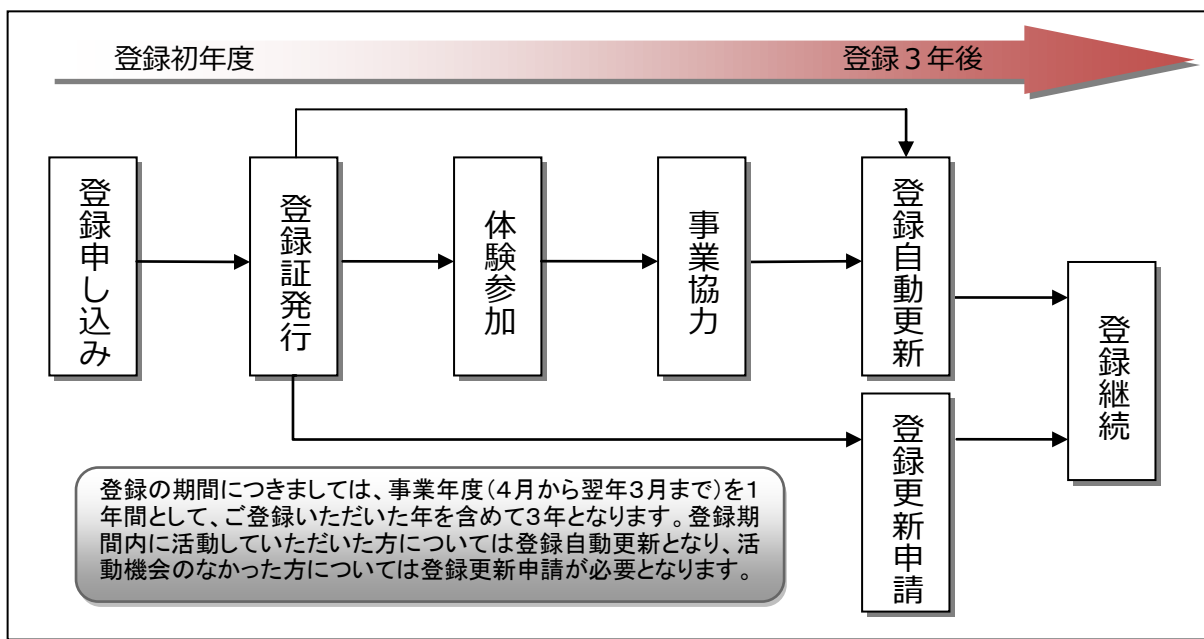 登録初年度
登録3年後
登録申し込み
登録証発行
体験参加
事業協力
登録自動更新
登録更新申請
登録継続
登録の期間につきましては、事業年度(4月から翌年3月まで)を1
年間として、ご登録いただいた年を含めて3年となります。登録期
間内に活動していただいた方については登録自動更新となり、活
動機会のなかった方については登録更新申請が必要となります。